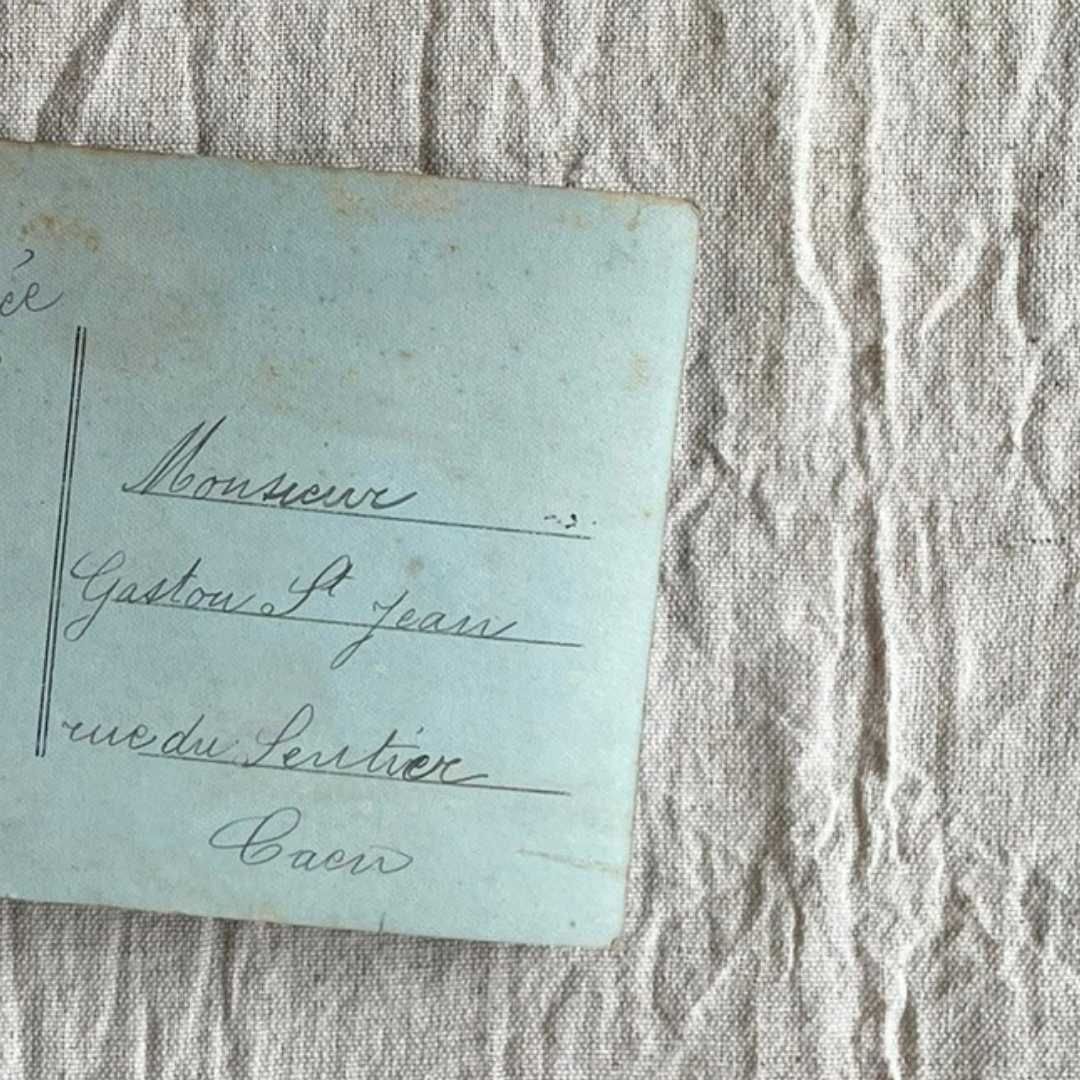 Monsieur
Gaston St Jean
rue du Sentier
Caen